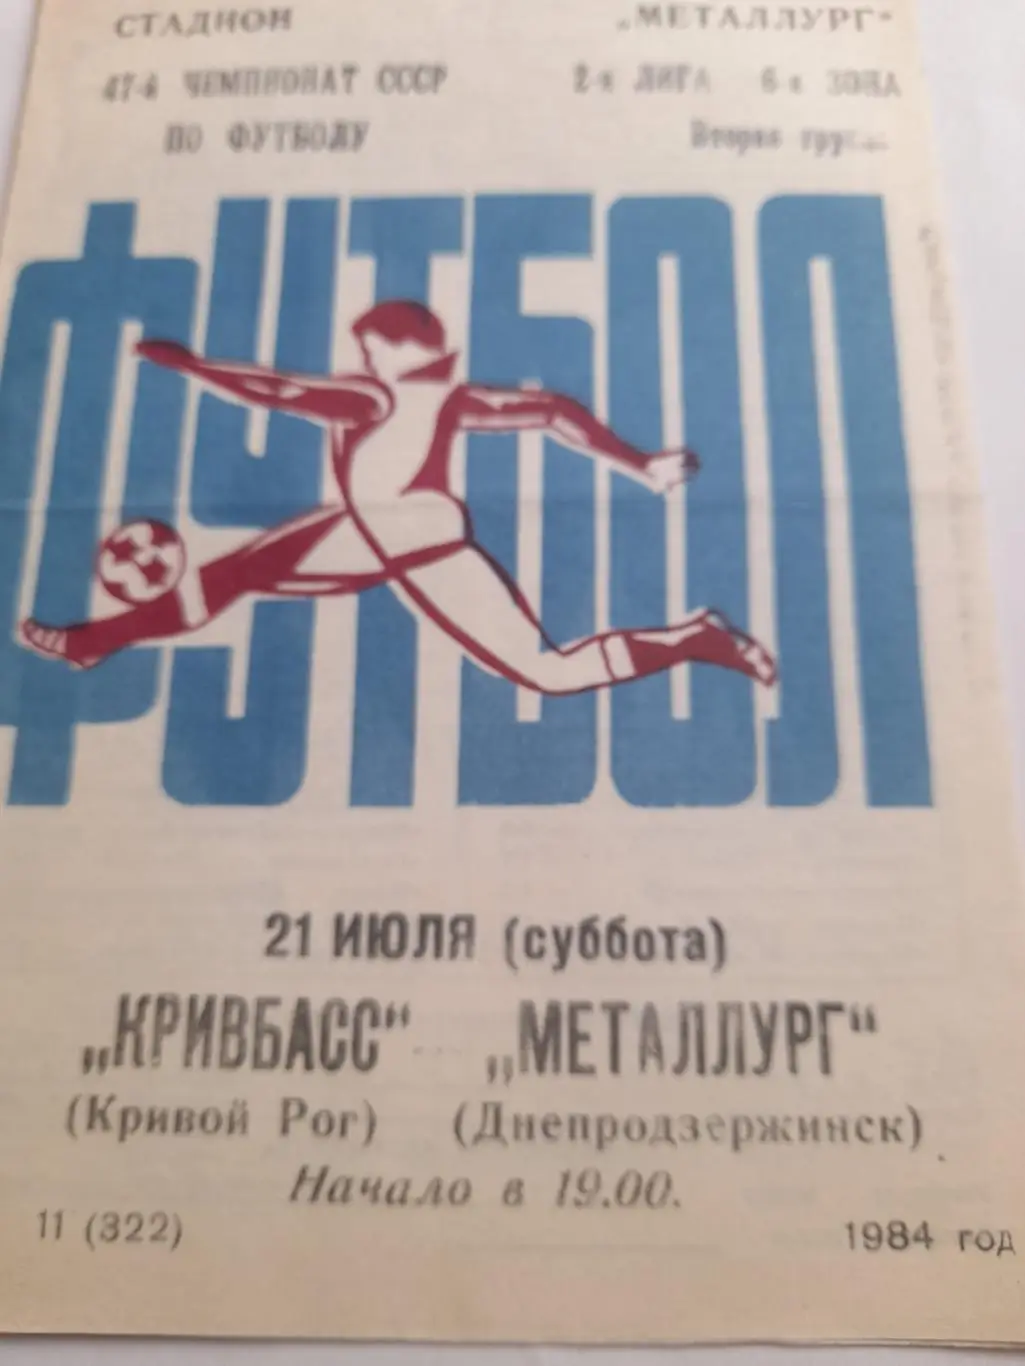 СТАДИОН „МЕТАЛЛУРГ"
47-й ЧЕМПИОНАТ СССР 2-я ЛИГА 6-я ЗОНА
ПО ФУТБОЛУ Вторая
ФУТБОЛ
21 ИЮЛЯ (суббота)
„КРИВБАСС" — „МЕТАЛЛУРГ"
(Кривой Рог) (Днепродзержинск)
Начало в 19.00.
11 (322) 1984 год